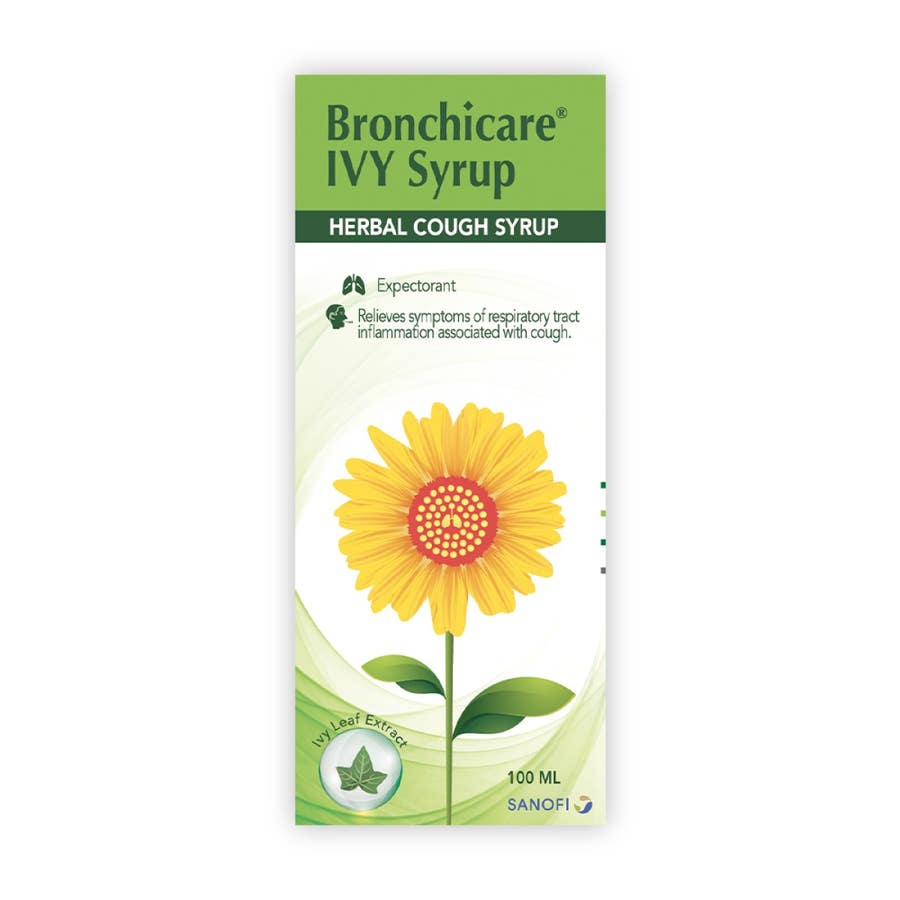 Bronchicare®
IVY Syrup
HERBAL COUGH SYRUP
Expectorant
Relieves symptoms of respiratory tract
inflammation associated with cough.
Ivy Leaf Extract
100 ML
SANOFI